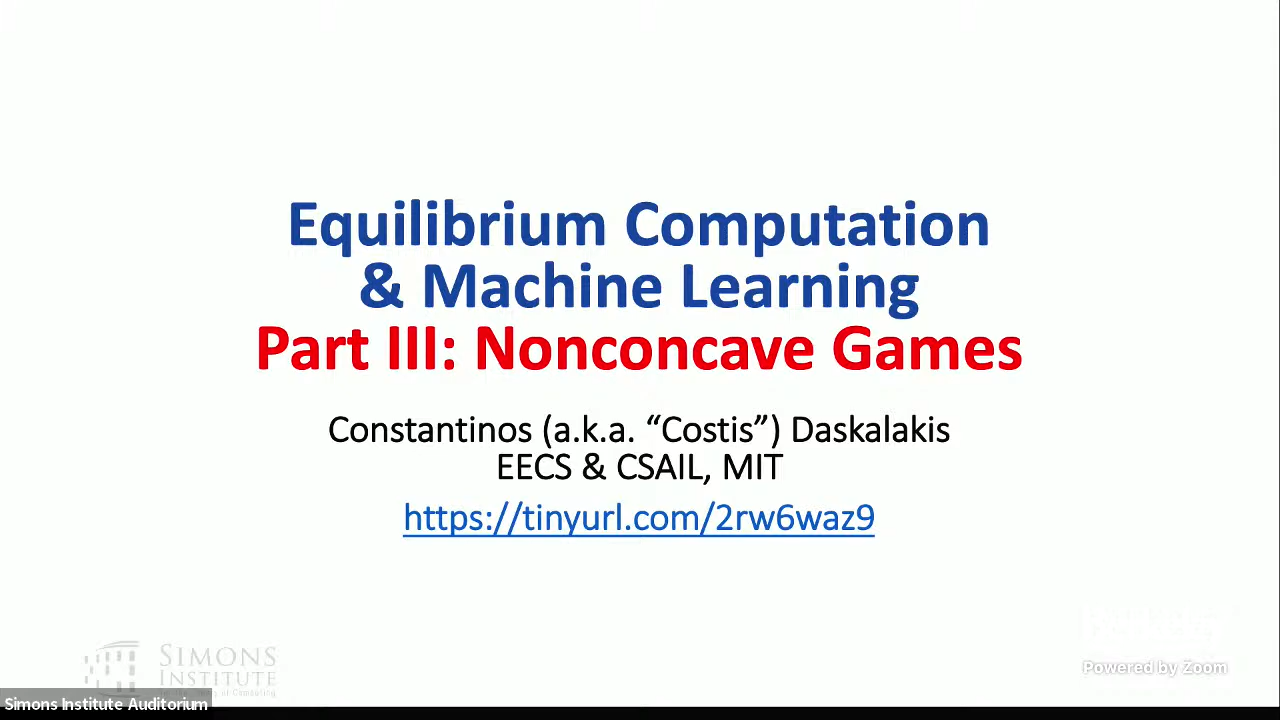 Equilibrium Computation
& Machine Learning
Part III: Nonconcave Games
Constantinos (a.k.a. “Costis”) Daskalakis
EECS & CSAIL, MIT
https://tinyurl.com/2rw6waz9
SIMONS
INSTITUTE
Powered by Zoom
Simons Institute Auditorium